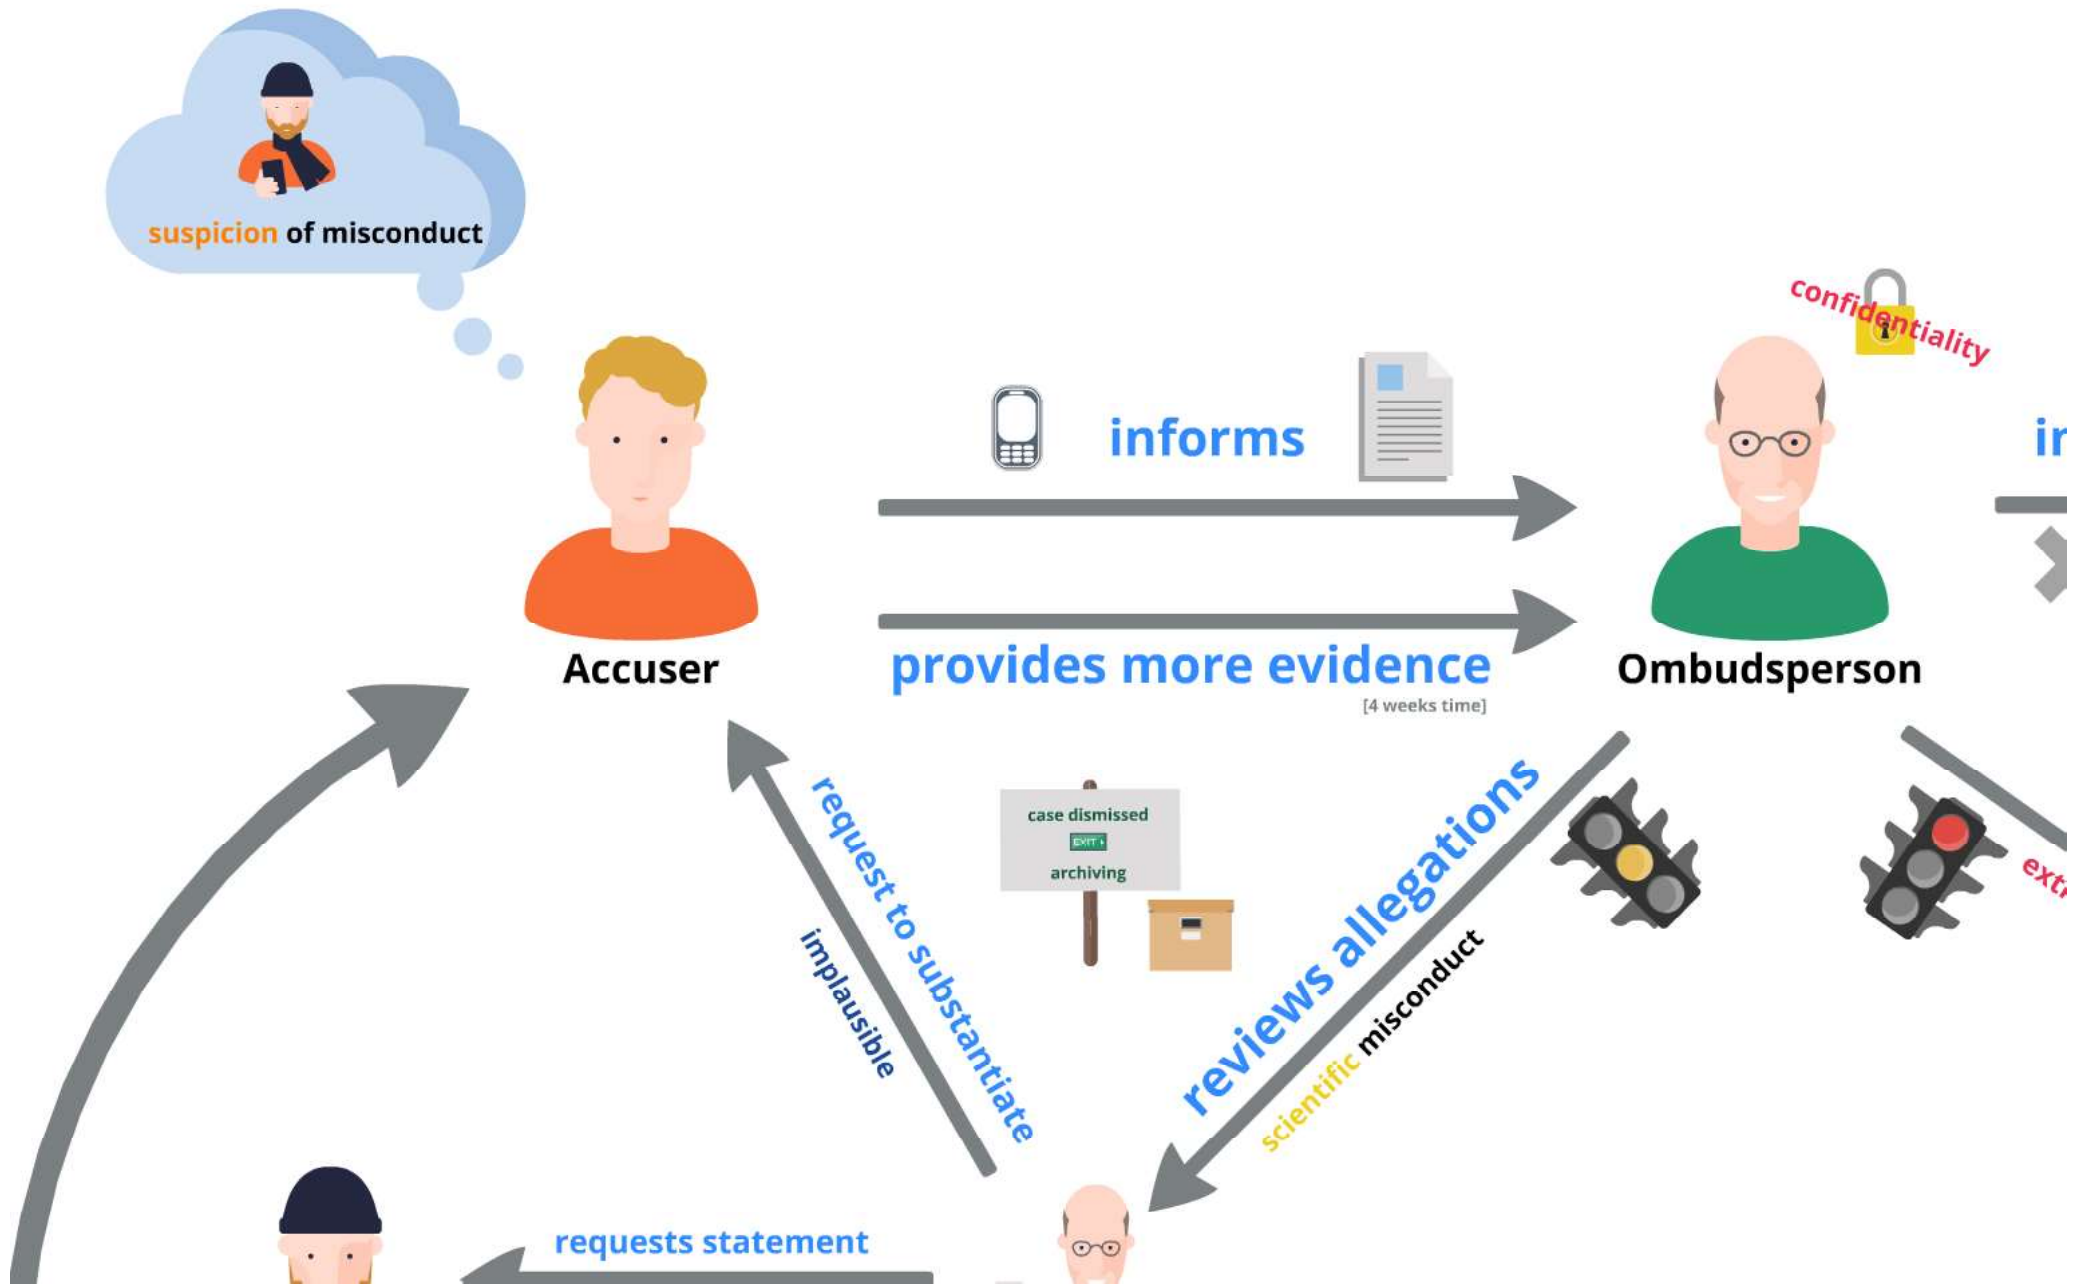 suspicion of misconduct
confidentiality
informs
Accuser
provides more evidence
[4 weeks time]
Ombudsperson
case dismissed
EXIT
archiving
request to substantiate
implausible
reviews allegations
scientific misconduct
requests statement